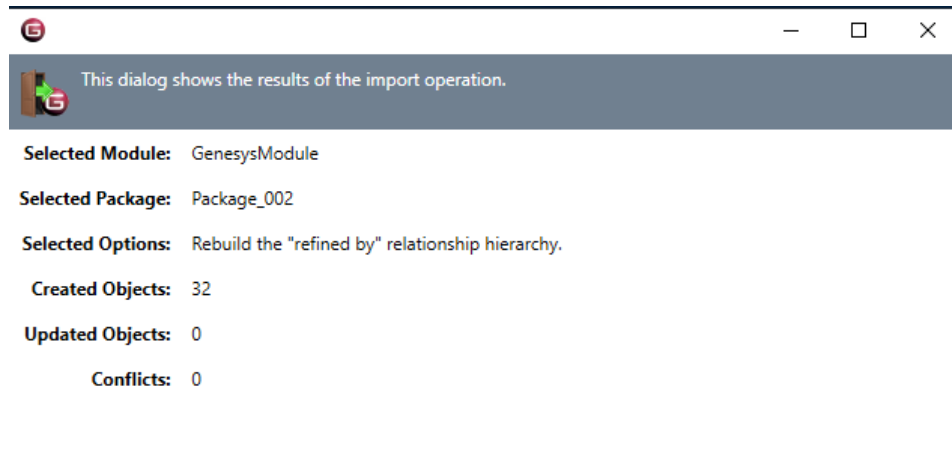 G
This dialog shows the results of the import operation.
G
Selected Module: GenesysModule
Selected Package: Package_002
Selected Options: Rebuild the "refined by" relationship hierarchy.
Created Objects: 32
Updated Objects: 0
Conflicts: 0